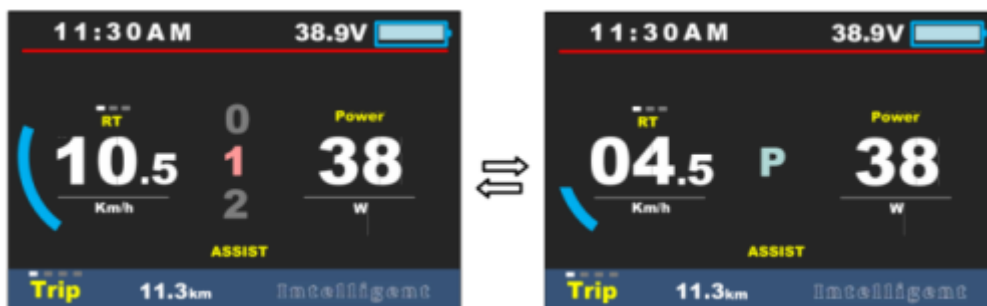 11:30AM 38.9V
RT 0 Power
10.5 1 38
Km/h 2 W
ASSIST
Trip 11.3km Intelligent
11:30AM 38.9V
RT Power
04.5 P 38
Km/h W
ASSIST
Trip 11.3km Intelligent